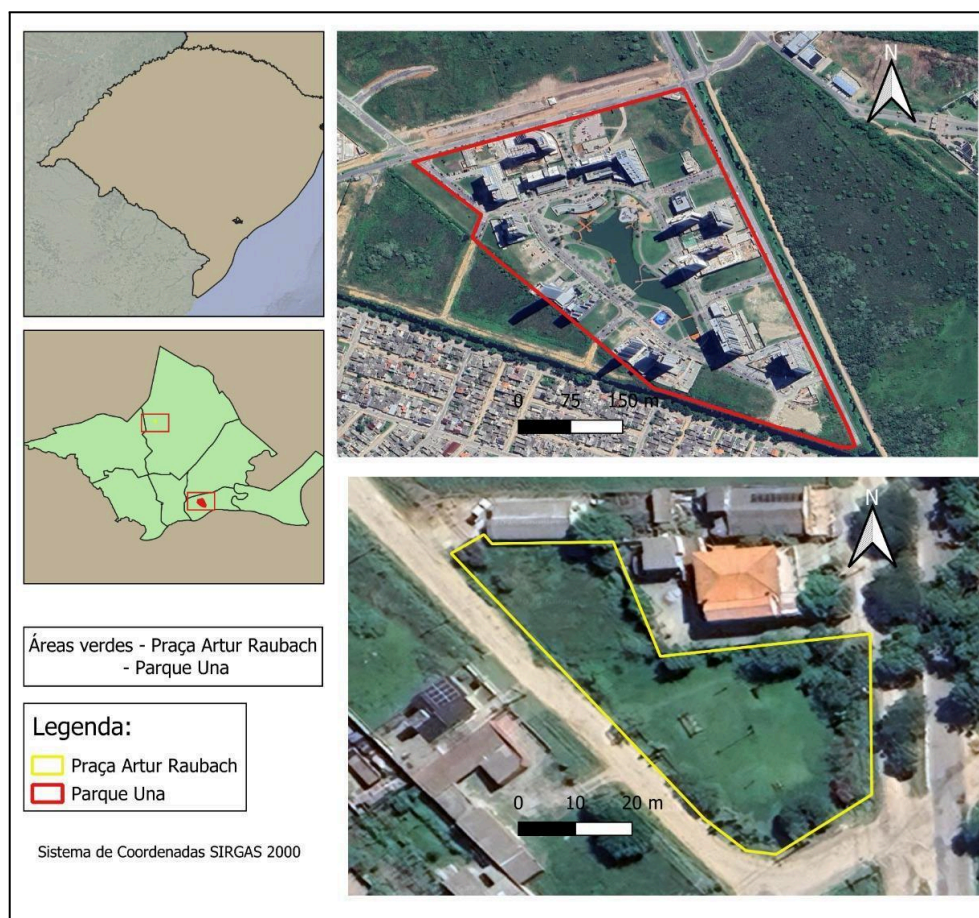 N
0 75 150 m
N
0 10 20 m
Áreas verdes - Praça Artur Raubach
- Parque Una
Legenda:
Praça Artur Raubach
Parque Una
Sistema de Coordenadas SIRGAS 2000